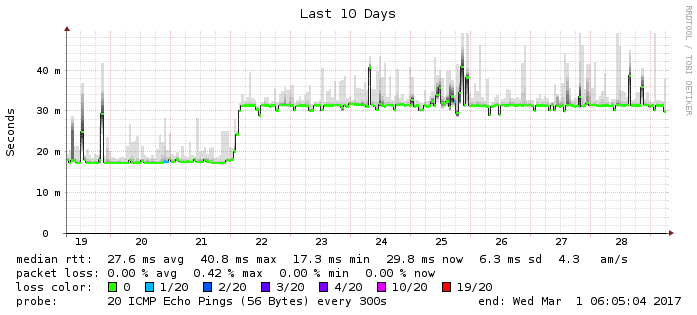 Last 10 Days
RRDTOOL / TOBI OETIKER
Seconds
40 m
30 m
20 m
10 m
0
19 20 21 22 23 24 25 26 27 28
median rtt: 27.6 ms avg 40.8 ms max 17.3 ms min 29.8 ms now 6.3 ms sd 4.3 am/s
packet loss: 0.00 % avg 0.42 % max 0.00 % min 0.00 % now
loss color: 0 1/20 2/20 3/20 4/20 10/20 19/20
probe: 20 ICMP Echo Pings (56 Bytes) every 300s end: Wed Mar 1 06:05:04 2017